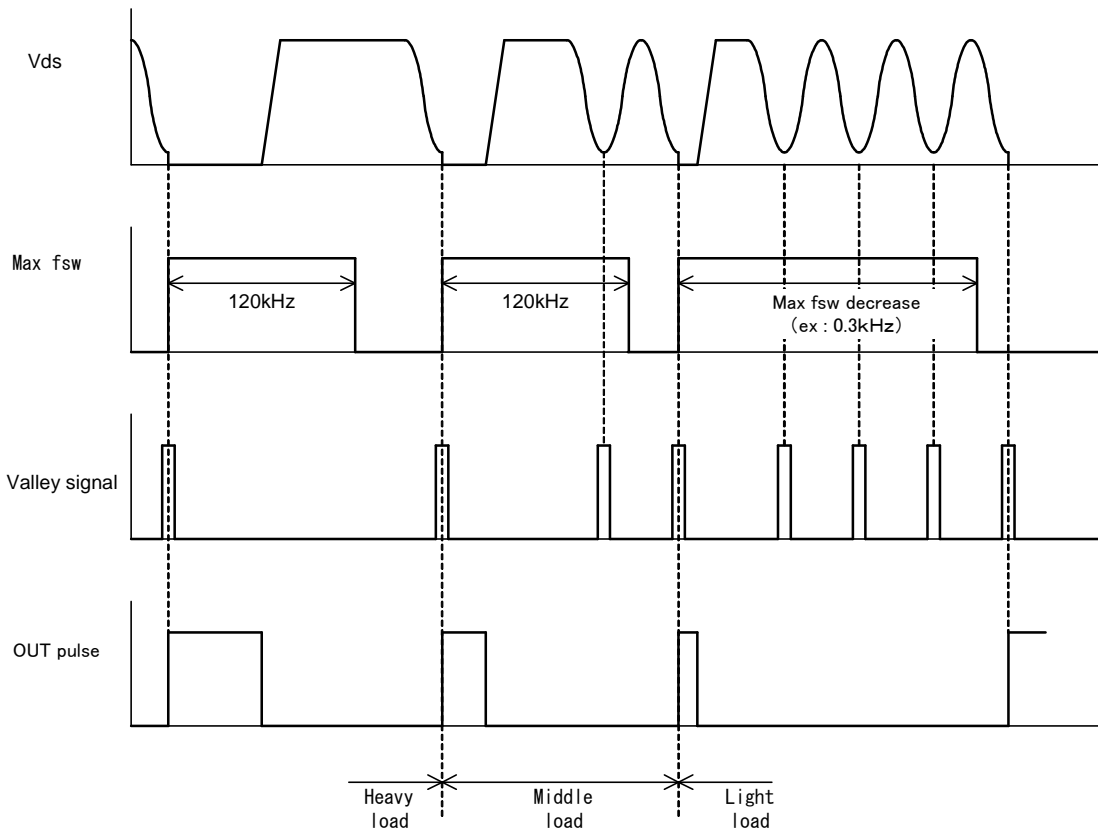 Vds
Max fsw
120kHz
120kHz
Max fsw decrease
(ex : 0.3kHz)
Valley signal
OUT pulse
Heavy
load
Middle
load
Light
load